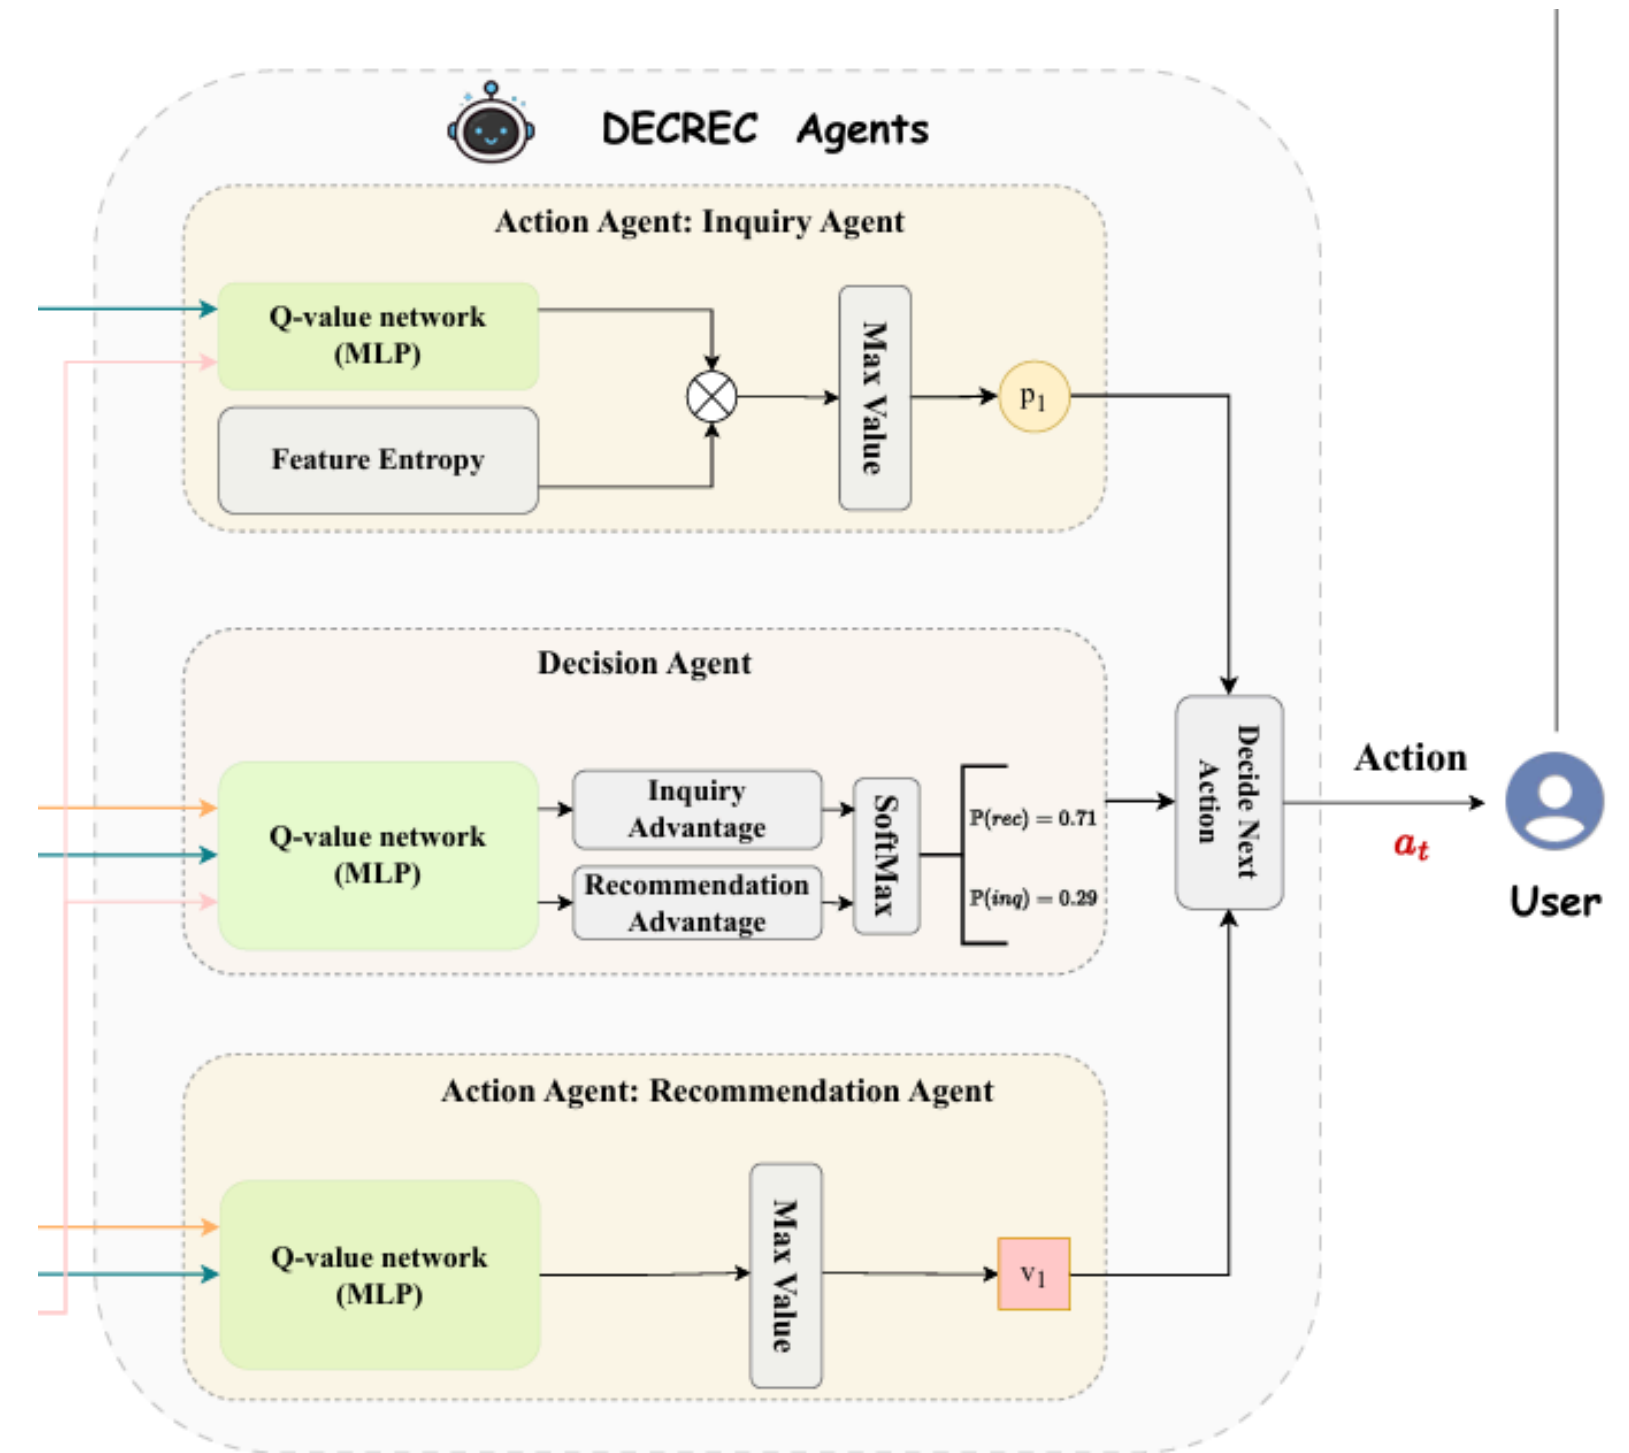 DECREC Agents
Action Agent: Inquiry Agent
Q-value network
(MLP)
Feature Entropy
Max Value
p1
Decision Agent
Q-value network
(MLP)
Inquiry
Advantage
Recommendation
Advantage
SoftMax
ℙ(rec) = 0.71
ℙ(inq) = 0.29
Decide Next
Action
Action
at
User
Action Agent: Recommendation Agent
Q-value network
(MLP)
Max Value
v1